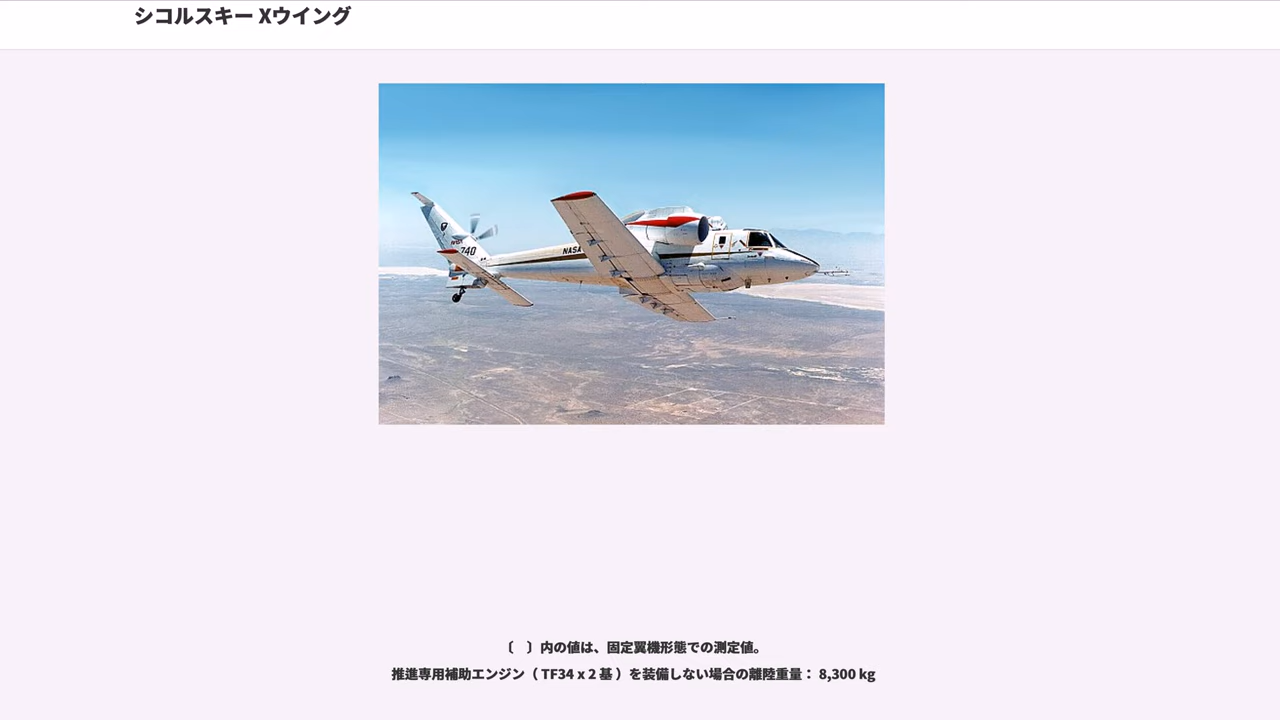 シコルスキー Xウイング
NASA
740
〔　〕内の値は、固定翼機形態での測定値。
推進専用補助エンジン（ TF34 x 2 基 ）を装備しない場合の離陸重量： 8,300 kg